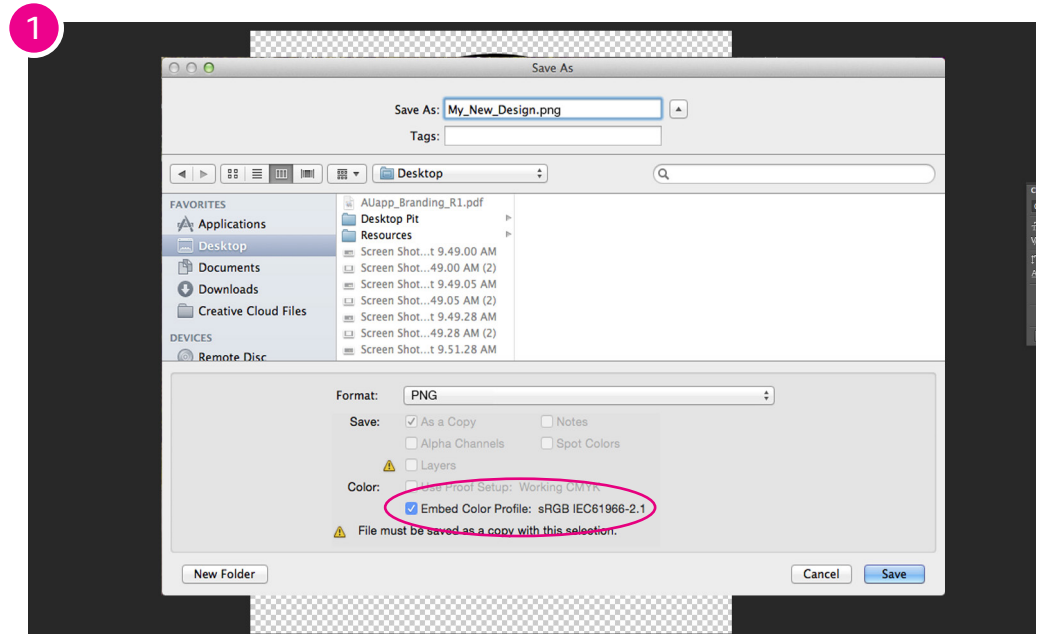 1
Save As
Save As: My_New_Design.png
Tags:
Desktop
FAVORITES
Applications
Desktop
Documents
Downloads
Creative Cloud Files
DEVICES
Remote Disc
AUapp_Branding_R1.pdf
Desktop Pit
Resources
Screen Shot...t 9.49.00 AM
Screen Shot...49.00 AM (2)
Screen Shot...t 9.49.05 AM
Screen Shot...49.05 AM (2)
Screen Shot...t 9.49.28 AM
Screen Shot...49.28 AM (2)
Screen Shot...t 9.51.28 AM
Format: PNG
Save: As a Copy Notes
Alpha Channels Spot Colors
Layers
Color: Use Proof Setup: Working CMYK
Embed Color Profile: sRGB IEC61966-2.1
File must be saved as a copy with this selection.
New Folder Cancel Save